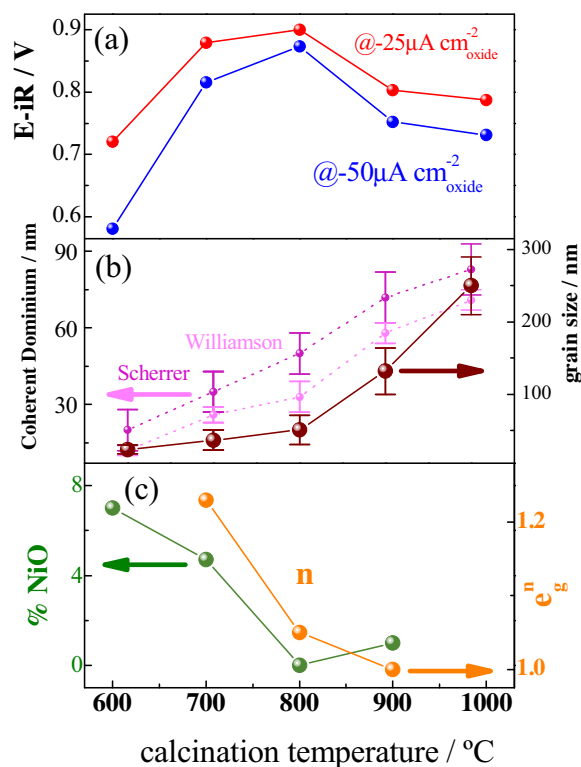 (a)
@-25µA cm⁻²oxide
@-50µA cm⁻²oxide
E-iR / V
0.9
0.8
0.7
0.6
(b)
Williamson
Scherrer
Coherent Dominium / nm
90
60
30
grain size / nm
300
200
100
(c)
n
% NiO
8
4
0
eⁿg
1.2
1.0
600 700 800 900 1000
calcination temperature / ºC